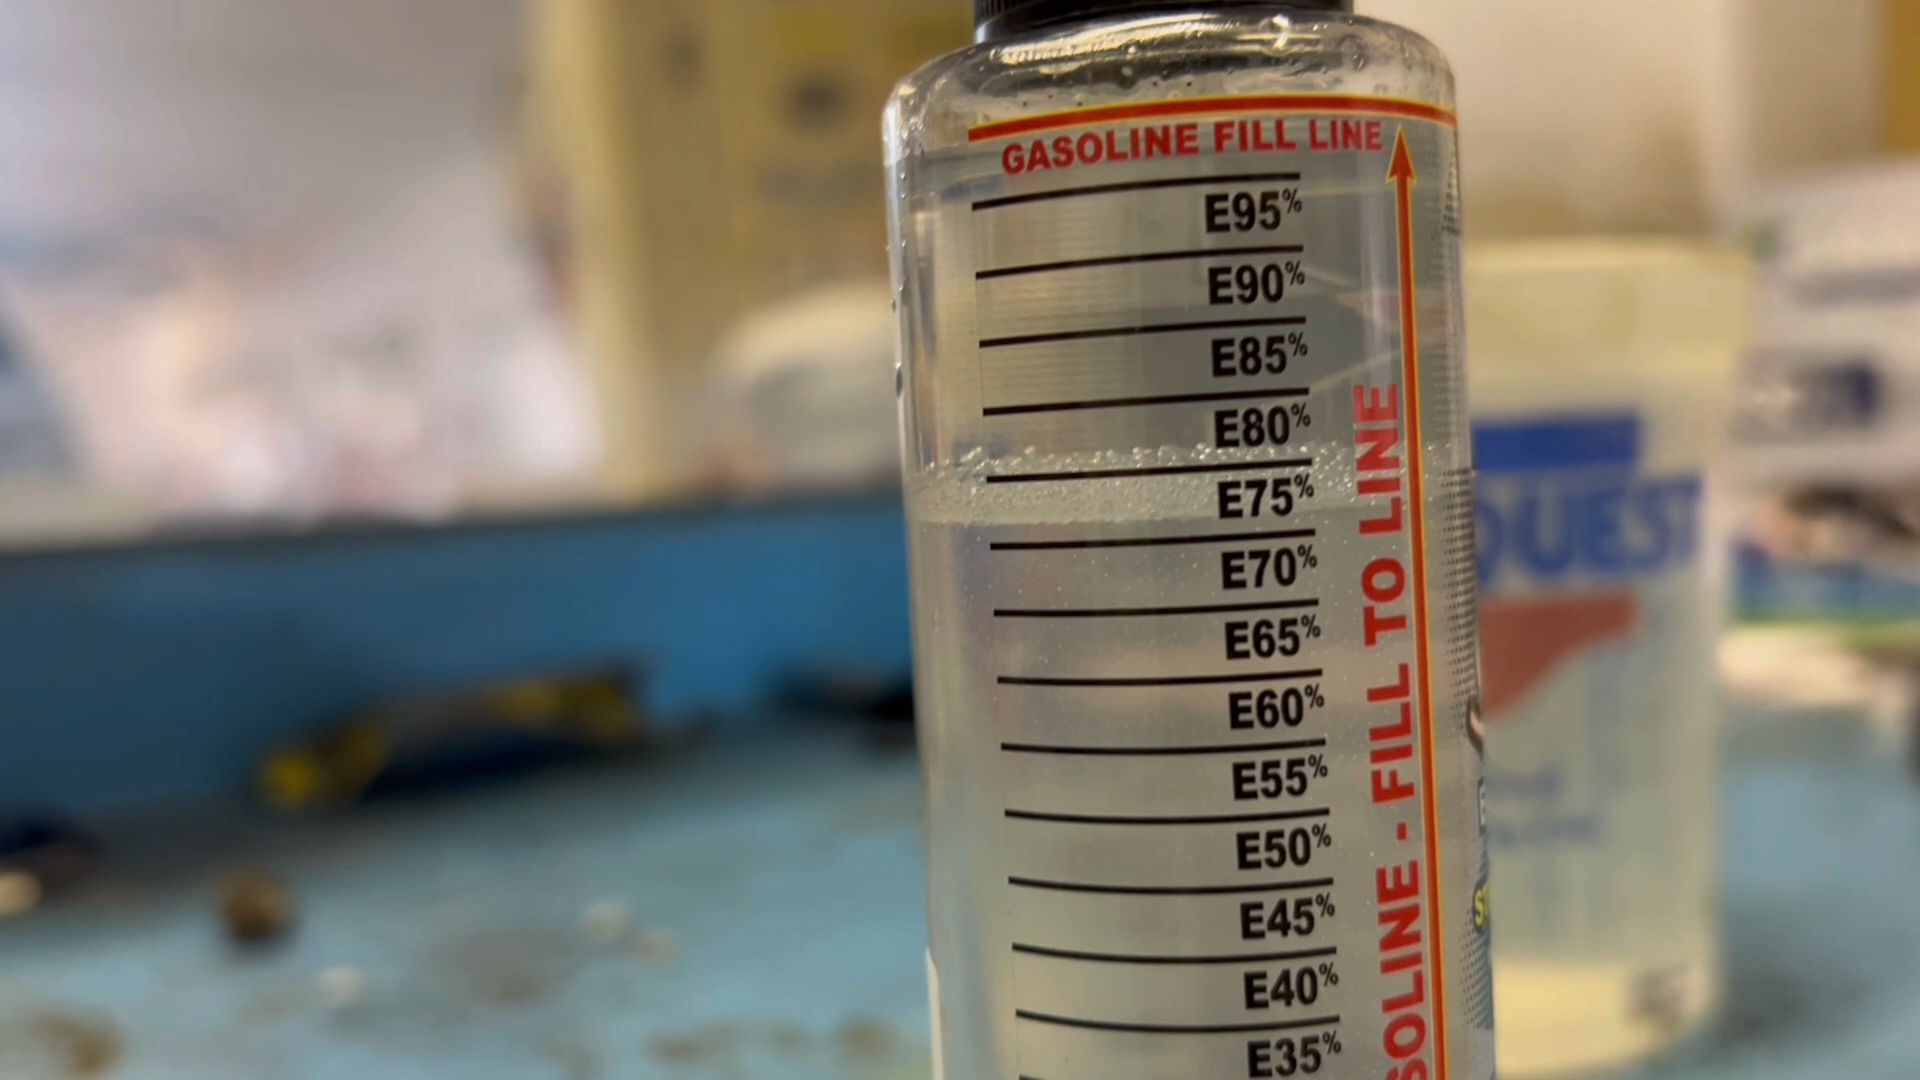 GASOLINE FILL LINE
E95%
E90%
E85%
E80%
E75%
E70%
E65%
E60%
E55%
E50%
E45%
E40%
E35%
SOLINE - FILL TO LINE
QUEST